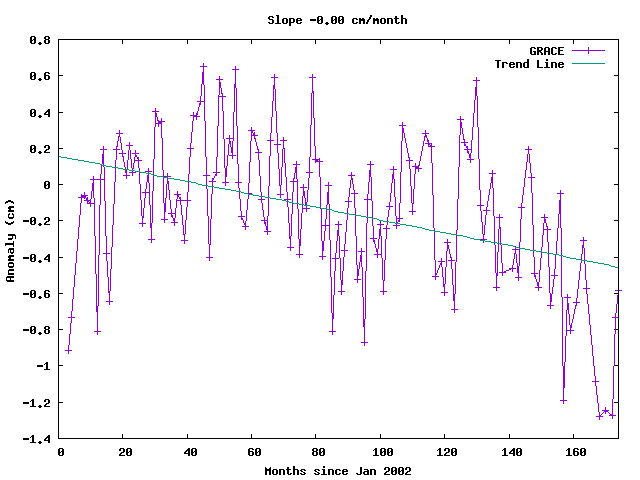 Slope -0.00 cm/month
GRACE
Trend Line
0.8
0.6
0.4
0.2
0
-0.2
-0.4
-0.6
-0.8
-1
-1.2
-1.4
Anomaly (cm)
0 20 40 60 80 100 120 140 160
Months since Jan 2002